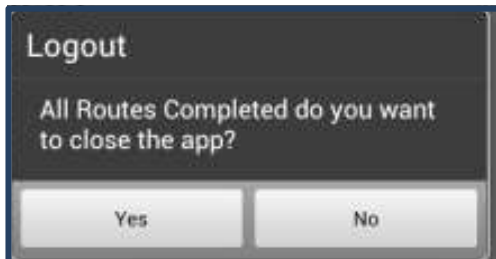 Logout
All Routes Completed do you want
to close the app?
Yes
No